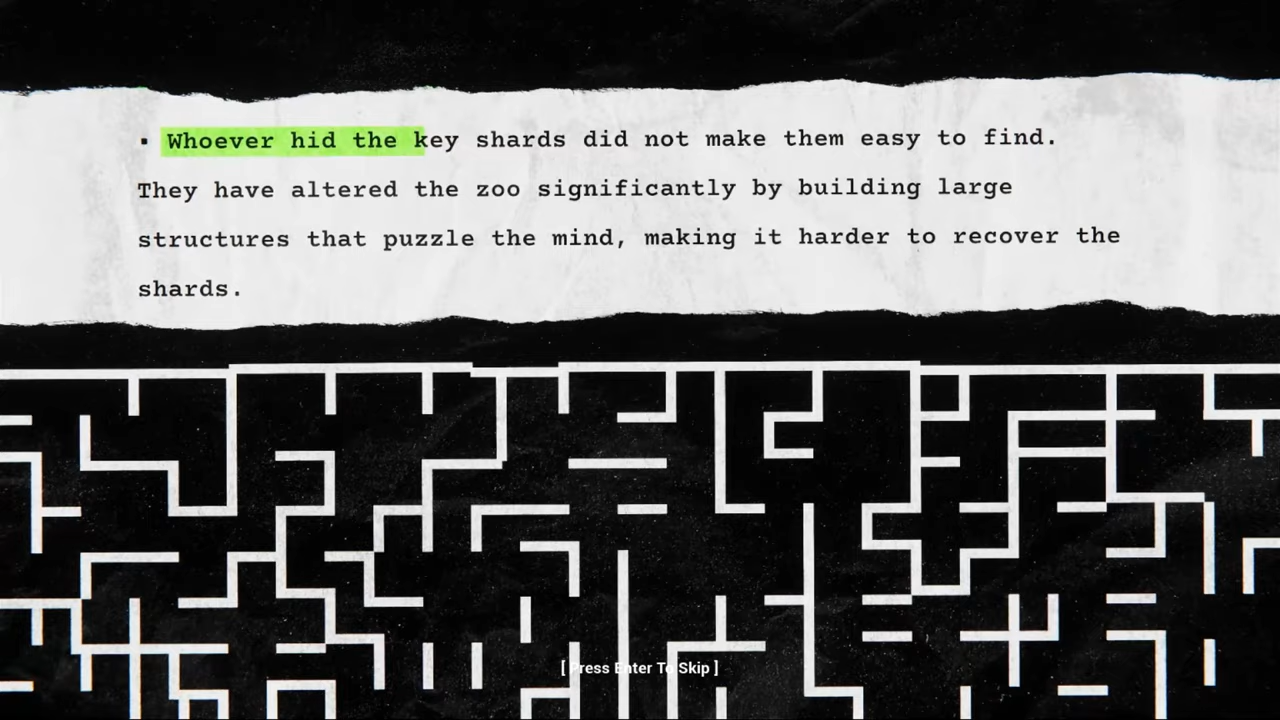 ▪ Whoever hid the key shards did not make them easy to find.
They have altered the zoo significantly by building large
structures that puzzle the mind, making it harder to recover the
shards.
[ Press Enter To Skip ]